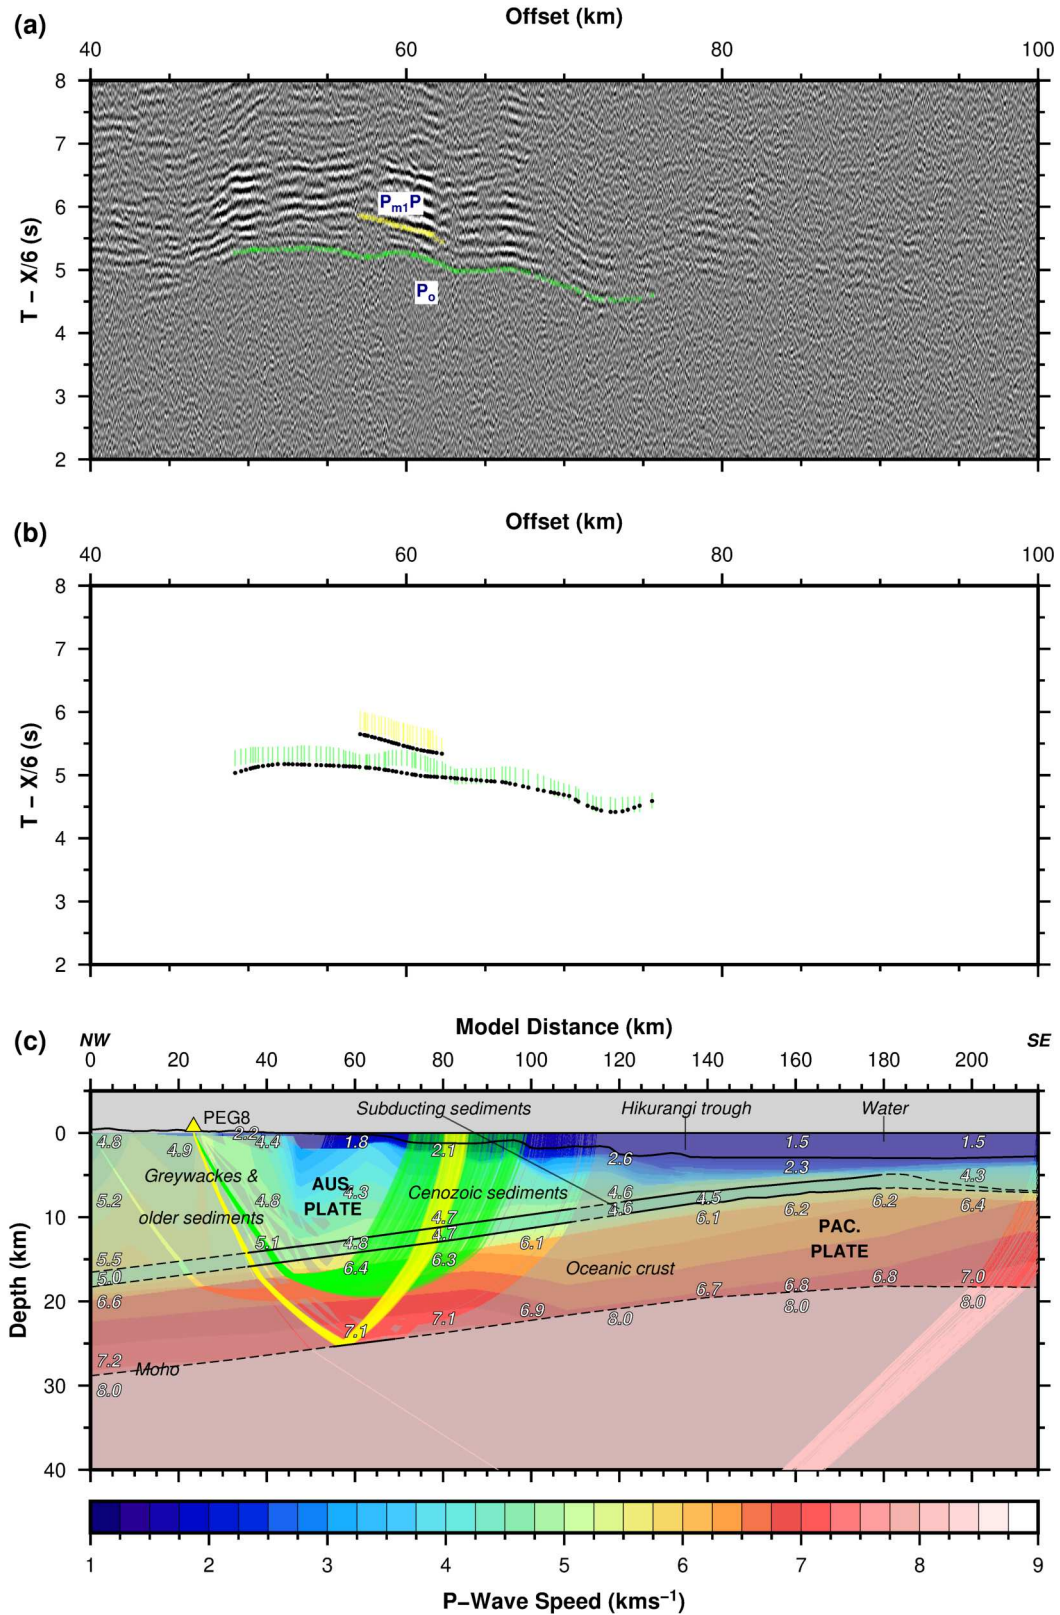 (a)
Offset (km)
40 60 80 100
8
7
6
5
4
3
2
T − X/6 (s)
Pm1P
Po
(b)
Offset (km)
40 60 80 100
8
7
6
5
4
3
2
T − X/6 (s)
(c)
Model Distance (km)
NW SE
0 20 40 60 80 100 120 140 160 180 200
PEG8 Subducting sediments Hikurangi trough Water
0
10
20
30
40
Depth (km)
4.8 4.9 2.2 4.4 1.8 2.1 2.6 1.5 1.5
2.3
Greywackes &
older sediments
AUS.
PLATE
Cenozoic sediments
5.2 4.8 4.3 4.6 4.5 4.3
4.7 4.6 6.1 6.2 6.2 6.4
5.1 4.8 4.7 6.1
PAC.
PLATE
5.5 6.4 6.3
5.0
Oceanic crust
6.6 7.1 7.1 6.9 6.7 6.8 6.8 7.0
8.0 8.0 8.0
7.2
Moho
8.0
1 2 3 4 5 6 7 8 9
P−Wave Speed (kms−1)